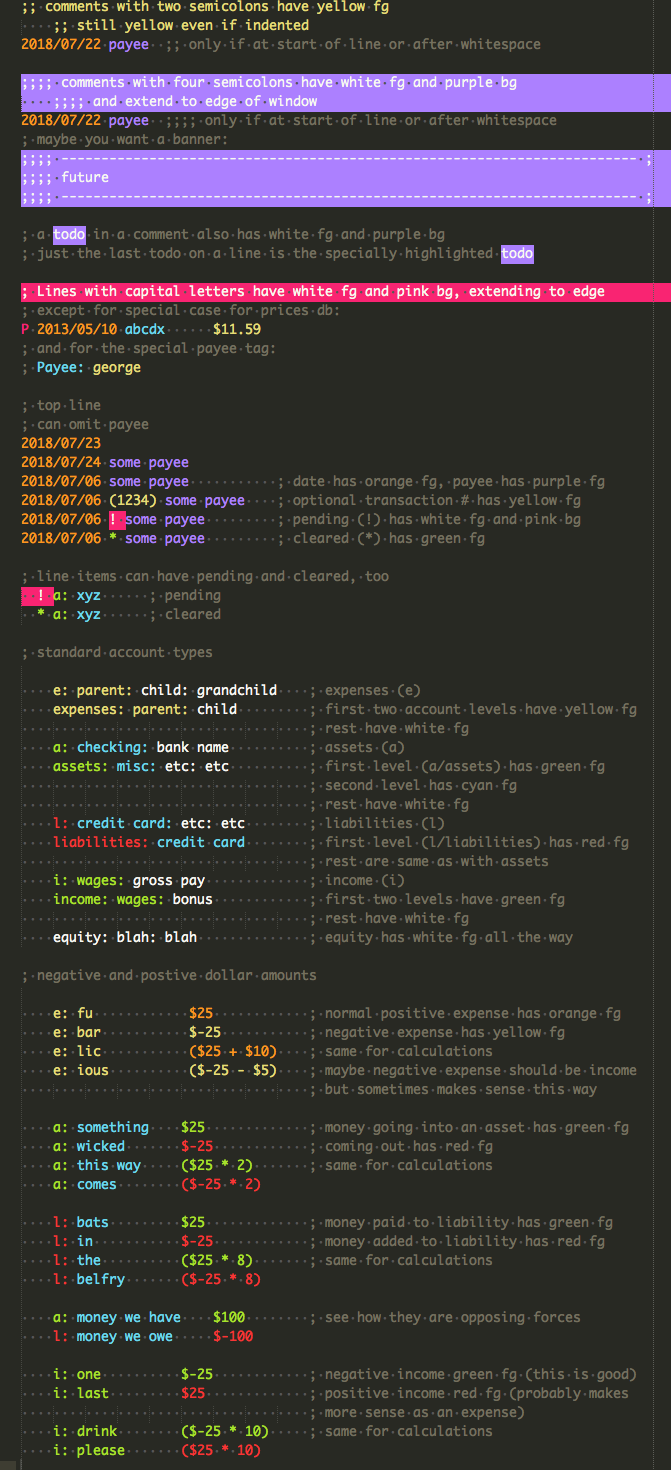 ;; comments with two semicolons have yellow fg
;; still yellow even if indented
2018/07/22 payee ;; only if at start of line or after whitespace
;;;; comments with four semicolons have white fg and purple bg
;;;; and extend to edge of window
2018/07/22 payee ;;;; only if at start of line or after whitespace
; maybe you want a banner:
;;;; ------------------------------------------------------------------------ ;
;;;; future
;;;; ------------------------------------------------------------------------ ;
; a todo in a comment also has white fg and purple bg
; just the last todo on a line is the specially highlighted todo
; Lines with capital letters have white fg and pink bg, extending to edge
; except for special case for prices db:
P 2013/05/10 abcdx $11.59
; and for the special payee tag:
; Payee: george
; top line
; can omit payee
2018/07/23
2018/07/24 some payee
2018/07/06 some payee ; date has orange fg, payee has purple fg
2018/07/06 (1234) some payee ; optional transaction # has yellow fg
2018/07/06 ! some payee ; pending (!) has white fg and pink bg
2018/07/06 * some payee ; cleared (*) has green fg
; line items can have pending and cleared, too
! a: xyz ; pending
* a: xyz ; cleared
; standard account types
e: parent: child: grandchild ; expenses (e)
expenses: parent: child ; first two account levels have yellow fg
; rest have white fg
a: checking: bank name ; assets (a)
assets: misc: etc: etc ; first level (a/assets) has green fg
; second level has cyan fg
; rest have white fg
l: credit card: etc: etc ; liabilities (l)
liabilities: credit card ; first level (l/liabilities) has red fg
; rest are same as with assets
i: wages: gross pay ; income (i)
income: wages: bonus ; first two levels have green fg
; rest have white fg
equity: blah: blah ; equity has white fg all the way
; negative and postive dollar amounts
e: fu $25 ; normal positive expense has orange fg
e: bar $-25 ; negative expense has yellow fg
e: lic ($25 + $10) ; same for calculations
e: ious ($-25 - $5) ; maybe negative expense should be income
; but sometimes makes sense this way
a: something $25 ; money going into an asset has green fg
a: wicked $-25 ; coming out has red fg
a: this way ($25 * 2) ; same for calculations
a: comes ($-25 * 2)
l: bats $25 ; money paid to liability has green fg
l: in $-25 ; money added to liability has red fg
l: the ($25 * 8) ; same for calculations
l: belfry ($-25 * 8)
a: money we have $100 ; see how they are opposing forces
l: money we owe $-100
i: one $-25 ; negative income green fg (this is good)
i: last $25 ; positive income red fg (probably makes
; more sense as an expense)
i: drink ($-25 * 10) ; same for calculations
i: please ($25 * 10)